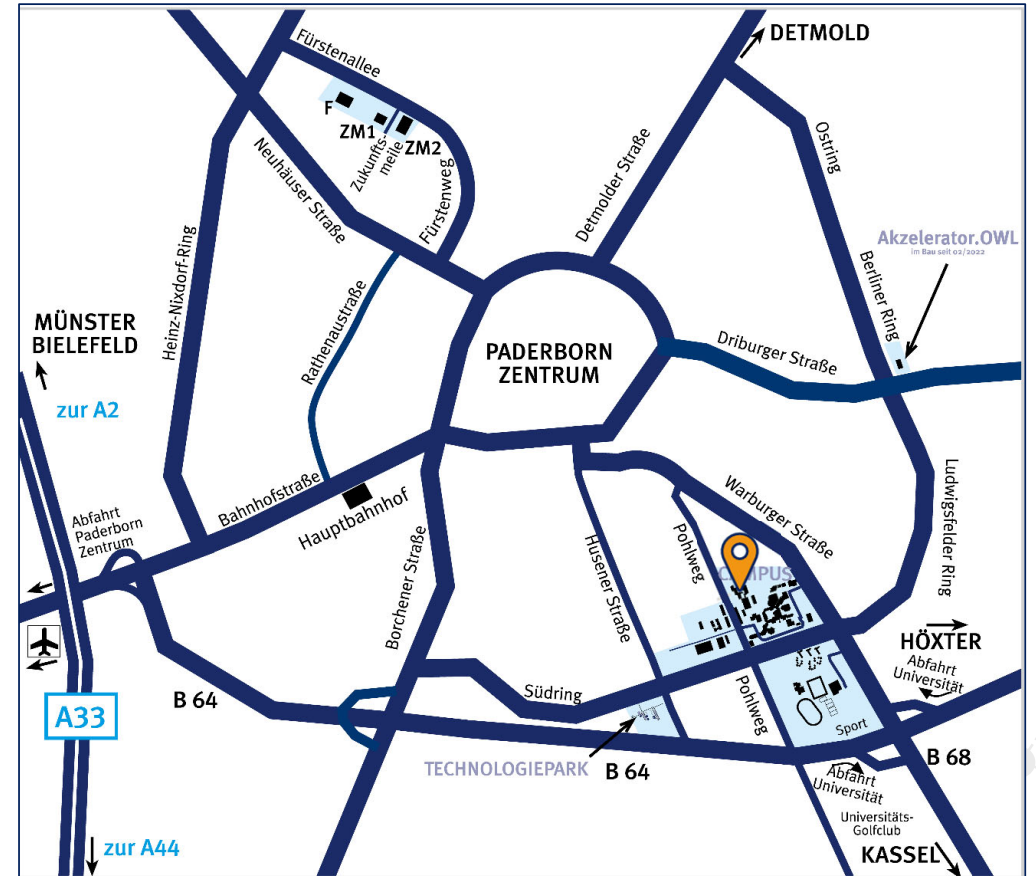 DETMOLD
Fürstenallee
F
ZM1
ZM2
Zukunfts-
meile
Neuhäuser Straße
Fürstenweg
Detmolder Straße
Ostring
Akzelerator.OWL
im Bau seit 02/2022
Berliner Ring
Heinz-Nixdorf-Ring
Rathenaustraße
MÜNSTER
BIELEFELD
zur A2
PADERBORN
ZENTRUM
Driburger Straße
Abfahrt
Paderborn
Zentrum
Bahnhofstraße
Hauptbahnhof
Borchener Straße
Husener Straße
Pohlweg
Warburger Straße
CAMPUS
Ludwigsfelder Ring
HÖXTER
Abfahrt
Universität
A33
B 64
Südring
Pohlweg
Sport
TECHNOLOGIEPARK
B 64
B 68
Abfahrt
Universität
Universitäts-
Golfclub
KASSEL
zur A44